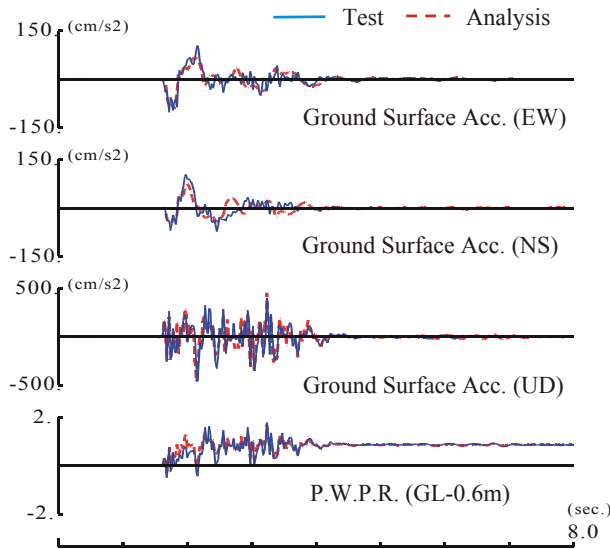 Test Analysis
150 (cm/s2)
-150
Ground Surface Acc. (EW)
150 (cm/s2)
-150
Ground Surface Acc. (NS)
500 (cm/s2)
-500
Ground Surface Acc. (UD)
2.
-2.
P.W.P.R. (GL-0.6m)
(sec.)
8.0